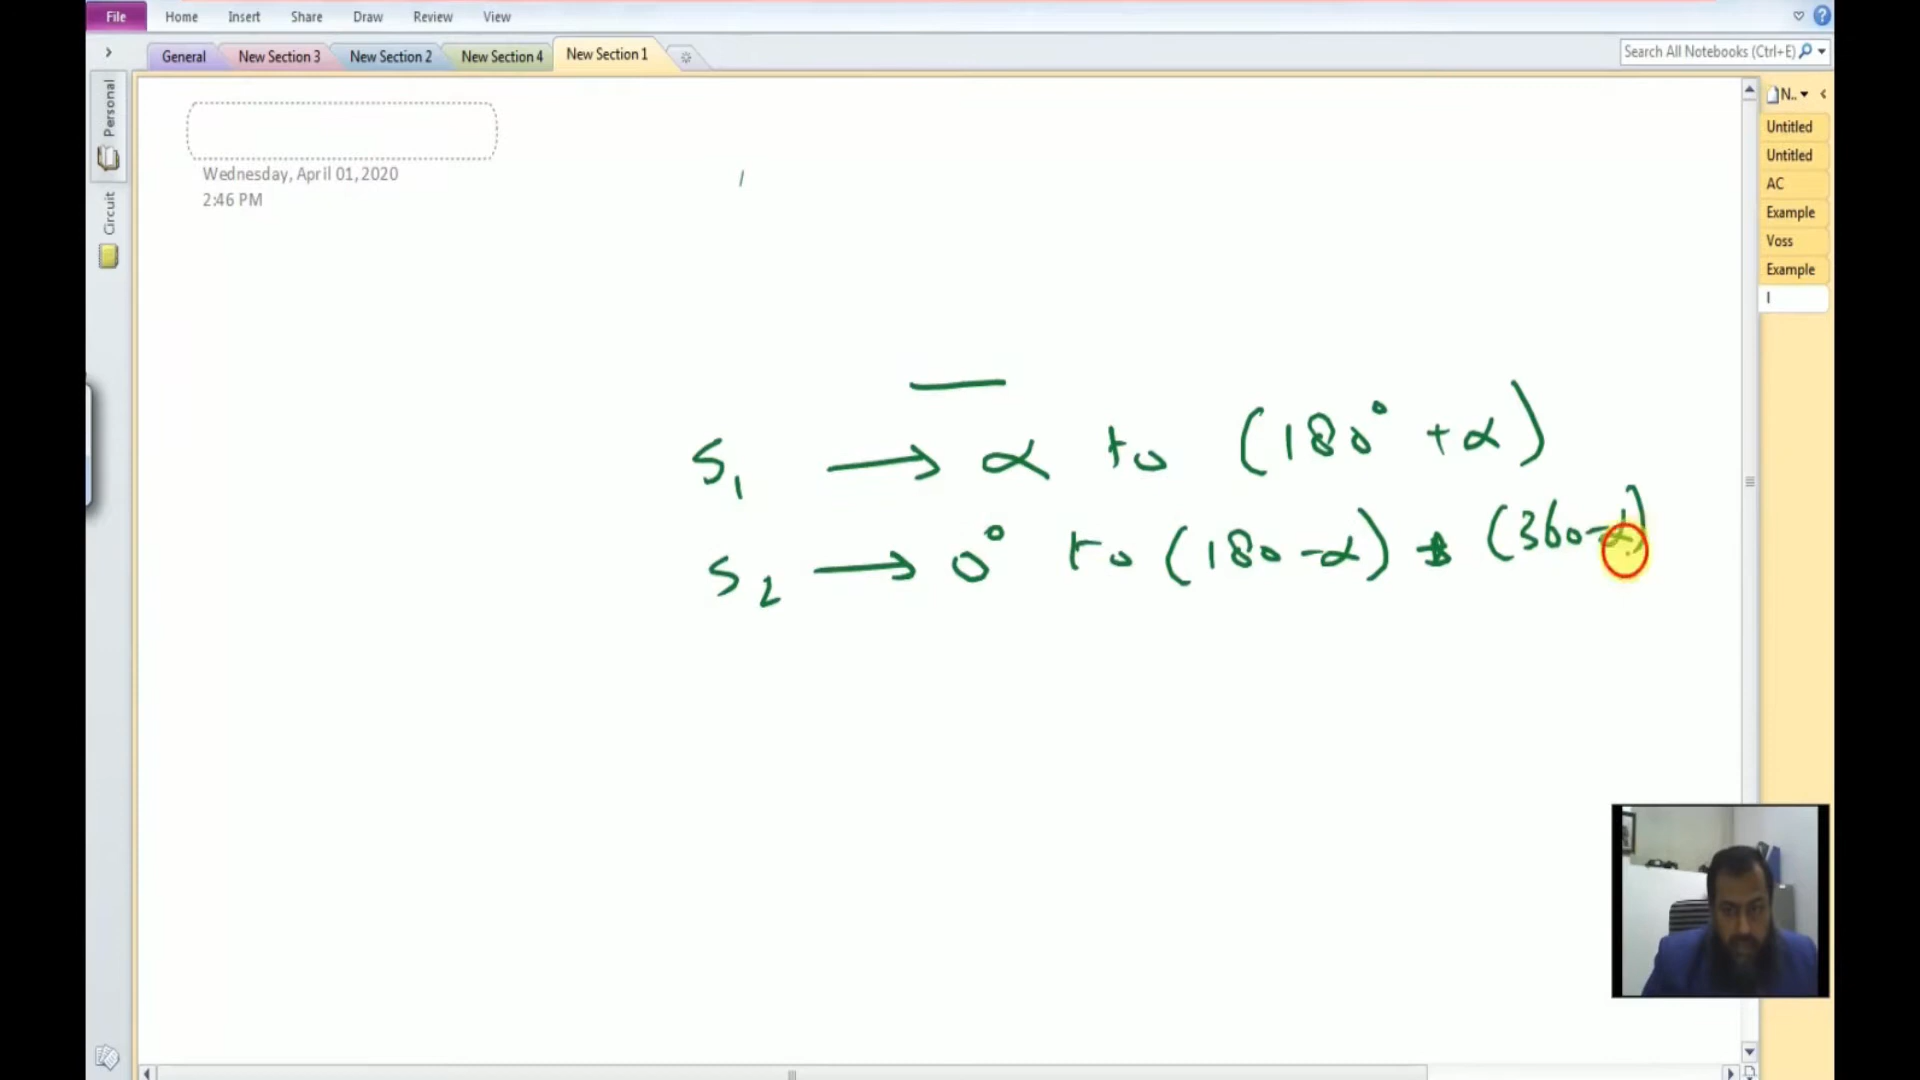 File Home Insert Share Draw Review View
General New Section 3 New Section 2 New Section 4 New Section 1
Search All Notebooks (Ctrl+E)
Personal
Circuit
N..
Untitled
Untitled
AC
Example
Voss
Example
I
Wednesday, April 01, 2020
2:46 PM
S₁ → α to (180° + α)
S₂ → 0° to (180 - α) & (360 - α)